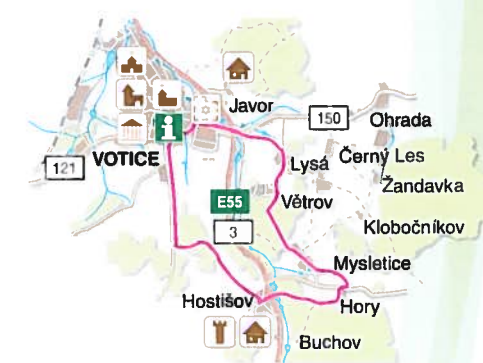 Javor
150
Ohrada
121
VOTICE
Lysá
Černý Les
Žandavka
E55
Větrov
3
Klobočníkov
Mysletice
Hostišov
Hory
Buchov